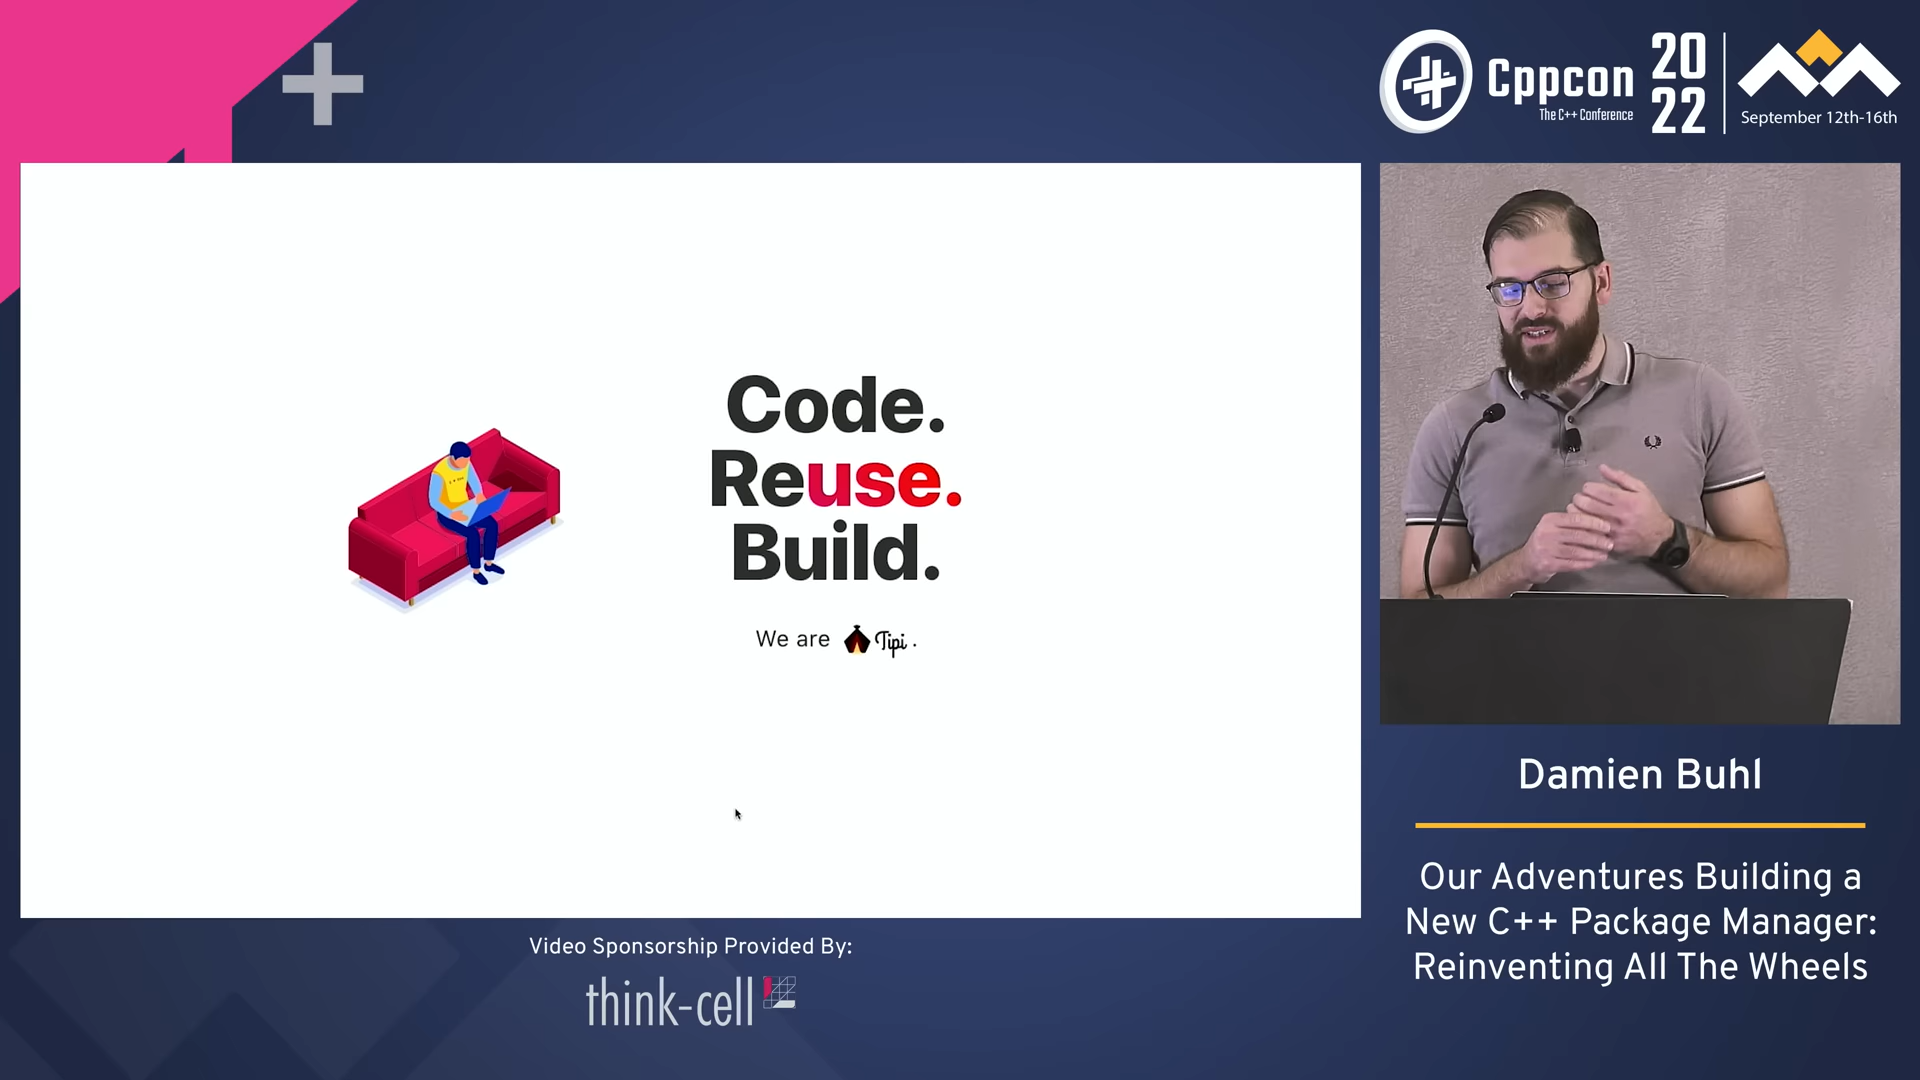 Cppcon
The C++ Conference
20
22
September 12th-16th
Code.
Reuse.
Build.
We are Tipi .
Damien Buhl
Our Adventures Building a
New C++ Package Manager:
Reinventing All The Wheels
Video Sponsorship Provided By:
think-cell